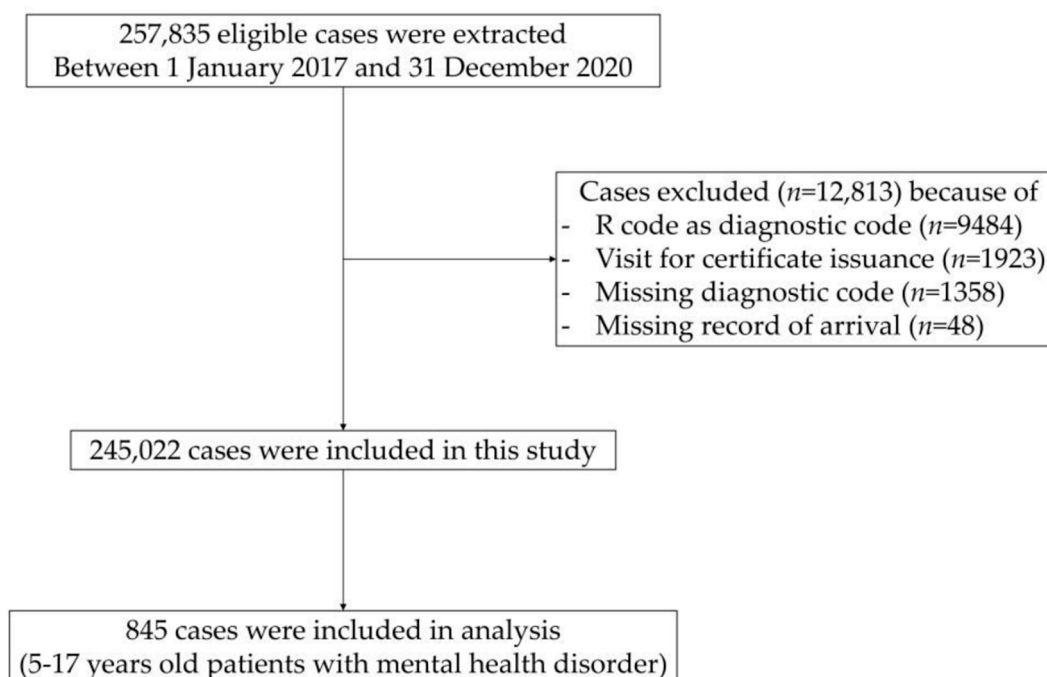 257,835 eligible cases were extracted
Between 1 January 2017 and 31 December 2020
Cases excluded (n=12,813) because of
- R code as diagnostic code (n=9484)
- Visit for certificate issuance (n=1923)
- Missing diagnostic code (n=1358)
- Missing record of arrival (n=48)
245,022 cases were included in this study
845 cases were included in analysis
(5-17 years old patients with mental health disorder)